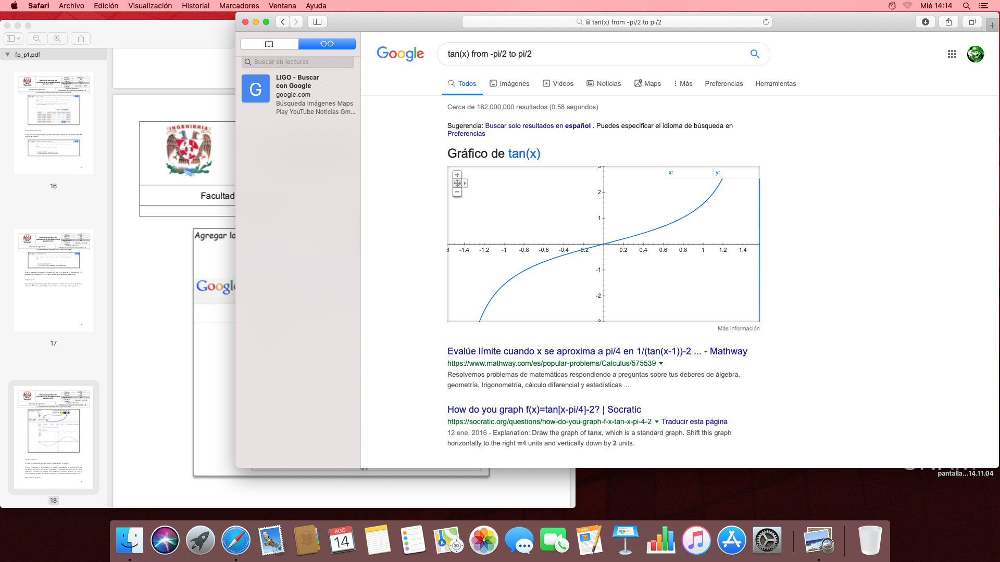 Safari Archivo Edición Visualización Historial Marcadores Ventana Ayuda
Mié 14:14
fp_p1.pdf
16
17
18
INGENIERIA
Facultad
Agregar la
Google
tan(x) from -pi/2 to pi/2
Buscar en lecturas
G
LIGO - Buscar
con Google
google.com
Búsqueda Imágenes Maps
Play YouTube Noticias Gm...
Google
tan(x) from -pi/2 to pi/2
Todos Imágenes Videos Noticias Maps Más Preferencias Herramientas
Cerca de 162,000,000 resultados (0.58 segundos)
Sugerencia: Buscar solo resultados en español . Puedes especificar el idioma de búsqueda en
Preferencias
Gráfico de tan(x)
x: y:
3
2
1
-1.4 -1.2 -1 -0.8 -0.6 -0.4 -0.2 0.2 0.4 0.6 0.8 1 1.2 1.4
-1
-2
-3
Más información
Evalúe límite cuando x se aproxima a pi/4 en 1/(tan(x-1))-2 ... - Mathway
https://www.mathway.com/es/popular-problems/Calculus/575539
Resolvemos problemas de matemáticas respondiendo a preguntas sobre tus deberes de álgebra,
geometría, trigonometría, cálculo diferencial y estadísticas ...
How do you graph f(x)=tan[x-pi/4]-2? | Socratic
https://socratic.org/questions/how-do-you-graph-f-x-tan-x-pi-4-2 Traducir esta página
12 ene. 2016 - Explanation: Draw the graph of tanx, which is a standard graph. Shift this graph
horizontally to the right π4 units and vertically down by 2 units.
pantalla...14.11.04
AGO
14
3D
PAGES